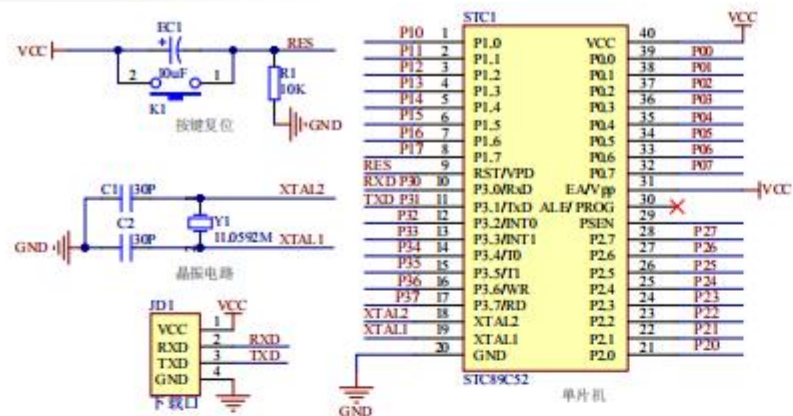 EC1
VCC
RES
10uF
2
1
R1
10K
K1
GND
按键复位
C1
30P
XTAL2
Y1
11.0592M
C2
30P
GND
XTAL1
晶振电路
JD1
VCC
VCC 1
RXD 2 RXD
TXD 3 TXD
GND 4
下载口
STC1
VCC
P10 1 P1.0 VCC 40
P11 2 P1.1 P0.0 39 P00
P12 3 P1.2 P0.1 38 P01
P13 4 P1.3 P0.2 37 P02
P14 5 P1.4 P0.3 36 P03
P15 6 P1.5 P0.4 35 P04
P16 7 P1.6 P0.5 34 P05
P17 8 P1.7 P0.6 33 P06
RES 9 RST/VPD P0.7 32 P07
RXD P30 10 P3.0/RxD EA/Vpp 31 VCC
TXD P31 11 P3.1/TxD ALE/PROG 30
P32 12 P3.2/INT0 PSEN 29
P33 13 P3.3/INT1 P2.7 28 P27
P34 14 P3.4/T0 P2.6 27 P26
P35 15 P3.5/T1 P2.5 26 P25
P36 16 P3.6/WR P2.4 25 P24
P37 17 P3.7/RD P2.3 24 P23
XTAL2 18 XTAL2 P2.2 23 P22
XTAL1 19 XTAL1 P2.1 22 P21
20 GND P2.0 21 P20
STC89C52
单片机
GND